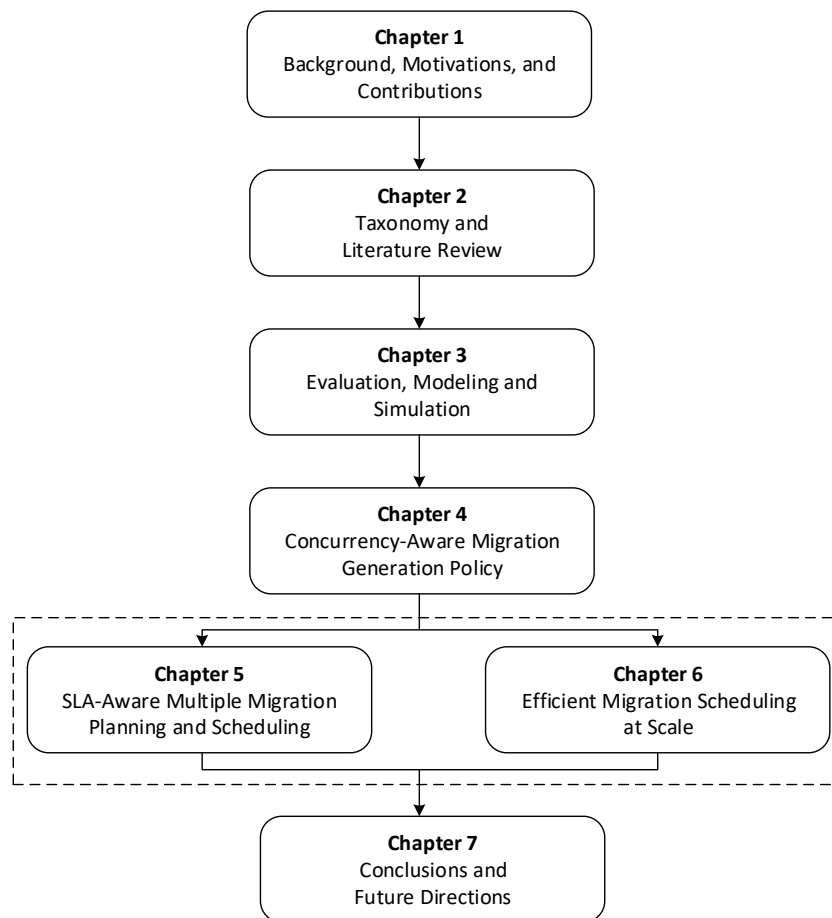 Chapter 1
Background, Motivations, and
Contributions
Chapter 2
Taxonomy and
Literature Review
Chapter 3
Evaluation, Modeling and
Simulation
Chapter 4
Concurrency-Aware Migration
Generation Policy
Chapter 5
SLA-Aware Multiple Migration
Planning and Scheduling
Chapter 6
Efficient Migration Scheduling
at Scale
Chapter 7
Conclusions and
Future Directions